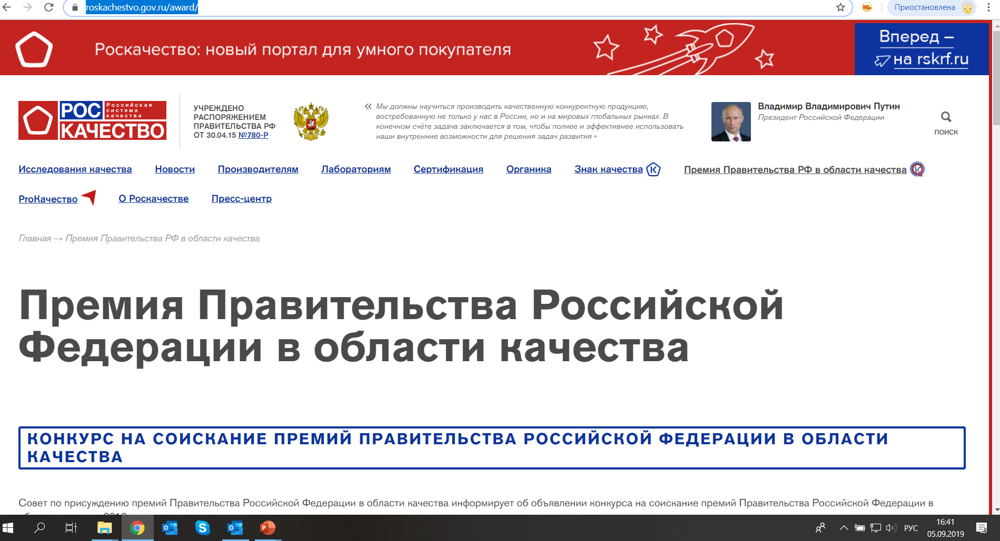 roskachestvo.gov.ru/award/
Приостановлена
Роскачество: новый портал для умного покупателя
Вперед –
на rskrf.ru
РОС
Российская
система
качества
КАЧЕСТВО
УЧРЕЖДЕНО
РАСПОРЯЖЕНИЕМ
ПРАВИТЕЛЬСТВА РФ
ОТ 30.04.15 №780-Р
« Мы должны научиться производить качественную конкурентную продукцию,
востребованную не только у нас в России, но и на мировых глобальных рынках. В
конечном счёте задача заключается в том, чтобы полнее и эффективнее использовать
наши внутренние возможности для решения задач развития »
Владимир Владимирович Путин
Президент Российской Федерации
ПОИСК
Исследования качества Новости Производителям Лабораториям Сертификация Органика Знак качества Премия Правительства РФ в области качества
ProКачество О Роскачестве Пресс-центр
Главная → Премия Правительства РФ в области качества
Премия Правительства Российской
Федерации в области качества
КОНКУРС НА СОИСКАНИЕ ПРЕМИЙ ПРАВИТЕЛЬСТВА РОССИЙСКОЙ ФЕДЕРАЦИИ В ОБЛАСТИ
КАЧЕСТВА
Совет по присуждению премий Правительства Российской Федерации в области качества информирует об объявлении конкурса на соискание премий Правительства Российской Федерации в
РУС
16:41
05.09.2019